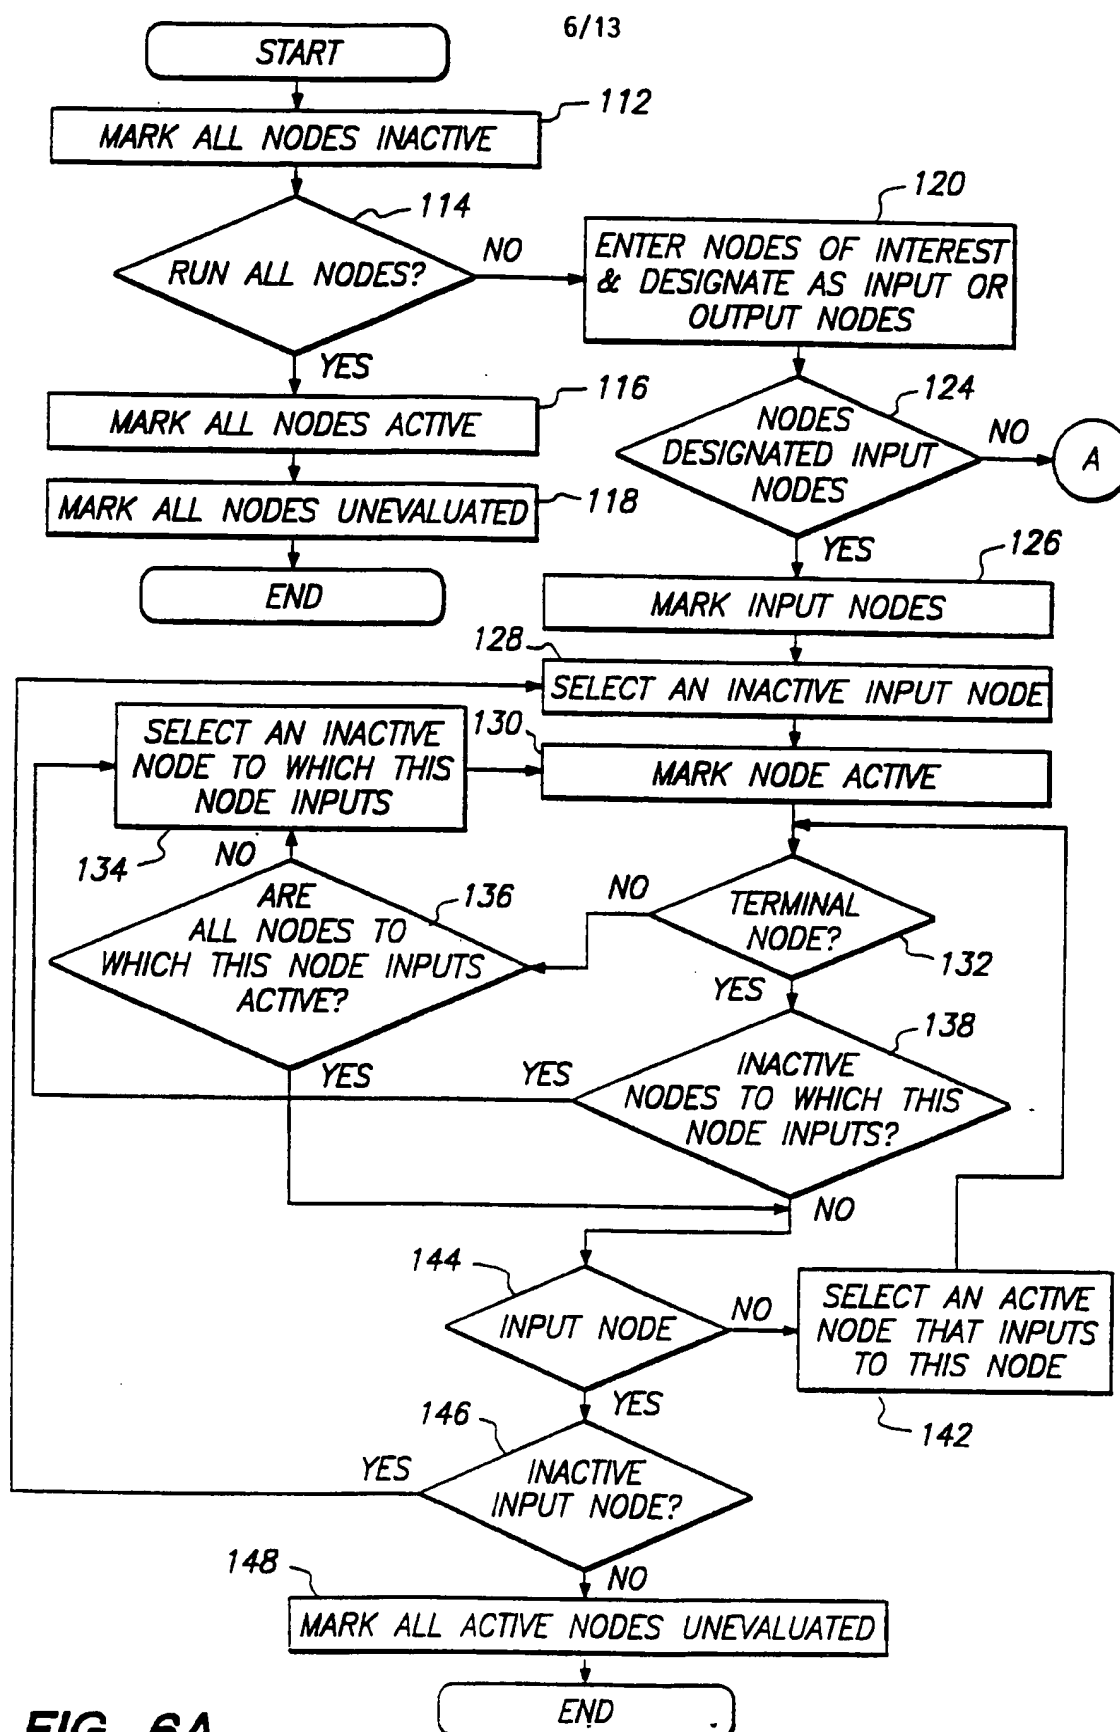 6/13
START
112
MARK ALL NODES INACTIVE
114
RUN ALL NODES?
NO
YES
120
ENTER NODES OF INTEREST
& DESIGNATE AS INPUT OR
OUTPUT NODES
116
MARK ALL NODES ACTIVE
118
MARK ALL NODES UNEVALUATED
END
124
NODES
DESIGNATED INPUT
NODES
NO
A
YES
126
MARK INPUT NODES
128
SELECT AN INACTIVE INPUT NODE
130
MARK NODE ACTIVE
SELECT AN INACTIVE
NODE TO WHICH THIS
NODE INPUTS
134
NO
136
ARE
ALL NODES TO
WHICH THIS NODE INPUTS
ACTIVE?
YES
NO
TERMINAL
NODE?
132
YES
138
INACTIVE
NODES TO WHICH THIS
NODE INPUTS?
YES
NO
144
INPUT NODE
NO
SELECT AN ACTIVE
NODE THAT INPUTS
TO THIS NODE
142
YES
146
INACTIVE
INPUT NODE?
YES
NO
148
MARK ALL ACTIVE NODES UNEVALUATED
END
FIG. 6A